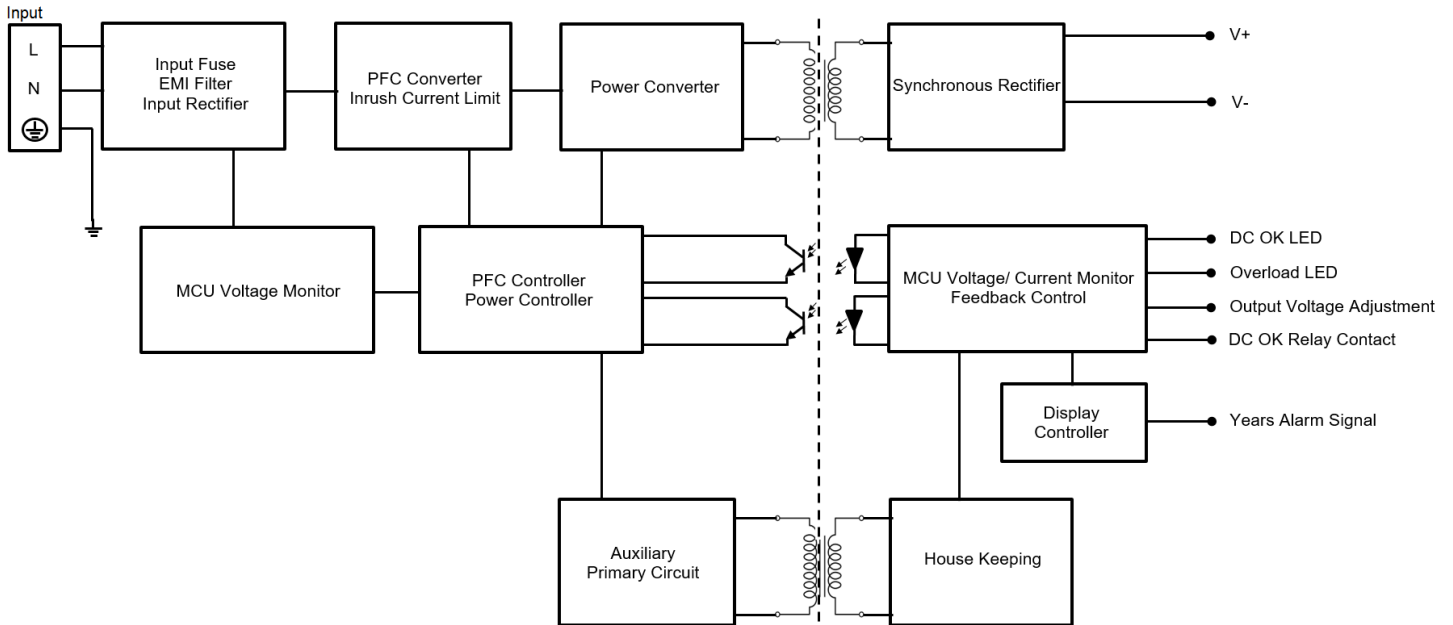 Input
L
N
Input Fuse
EMI Filter
Input Rectifier
PFC Converter
Inrush Current Limit
Power Converter
Synchronous Rectifier
V+
V-
MCU Voltage Monitor
PFC Controller
Power Controller
MCU Voltage/ Current Monitor
Feedback Control
DC OK LED
Overload LED
Output Voltage Adjustment
DC OK Relay Contact
Display
Controller
Years Alarm Signal
Auxiliary
Primary Circuit
House Keeping